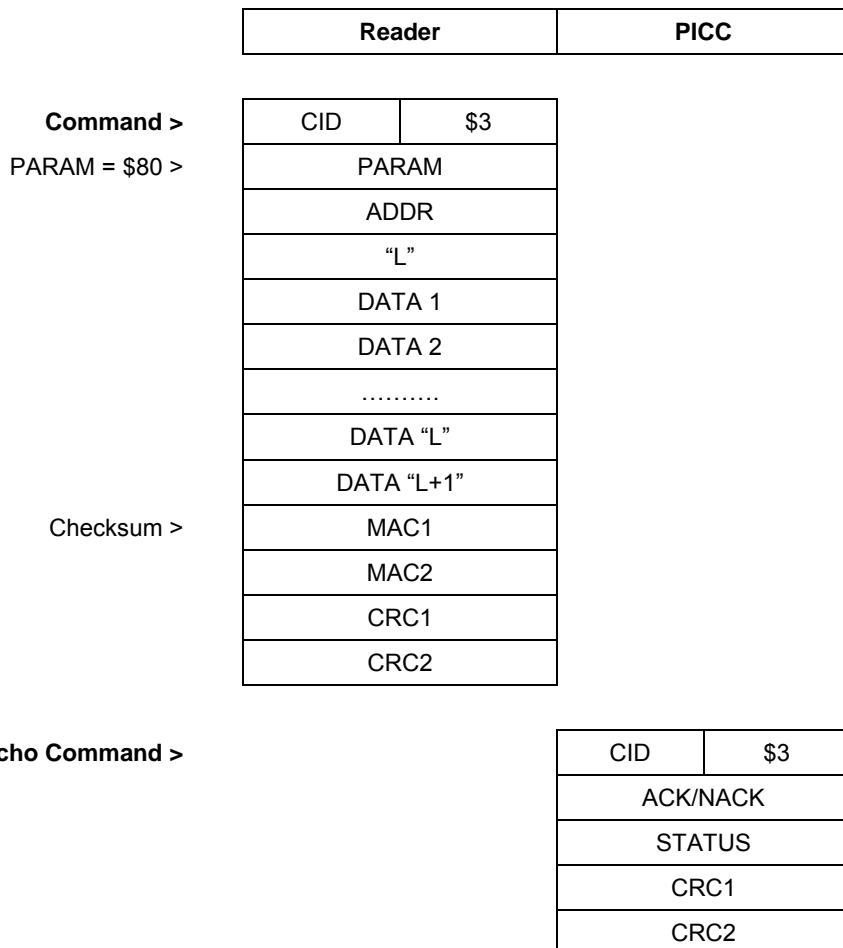 Reader PICC
Command > CID $3
PARAM = $80 > PARAM
ADDR
“L”
DATA 1
DATA 2
……….
DATA “L”
DATA “L+1”
Checksum > MAC1
MAC2
CRC1
CRC2
cho Command > CID $3
ACK/NACK
STATUS
CRC1
CRC2